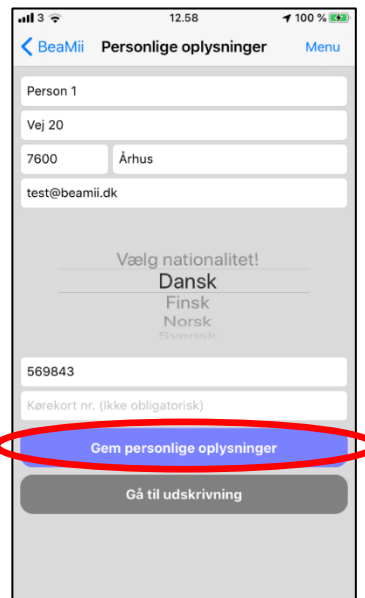 3 12.58 100 %
BeaMii Personlige oplysninger Menu
Person 1
Vej 20
7600 Århus
test@beamii.dk
Vælg nationalitet!
Dansk
Finsk
Norsk
Svensk
569843
Kørekort nr. (Ikke obligatorisk)
Gem personlige oplysninger
Gå til udskrivning